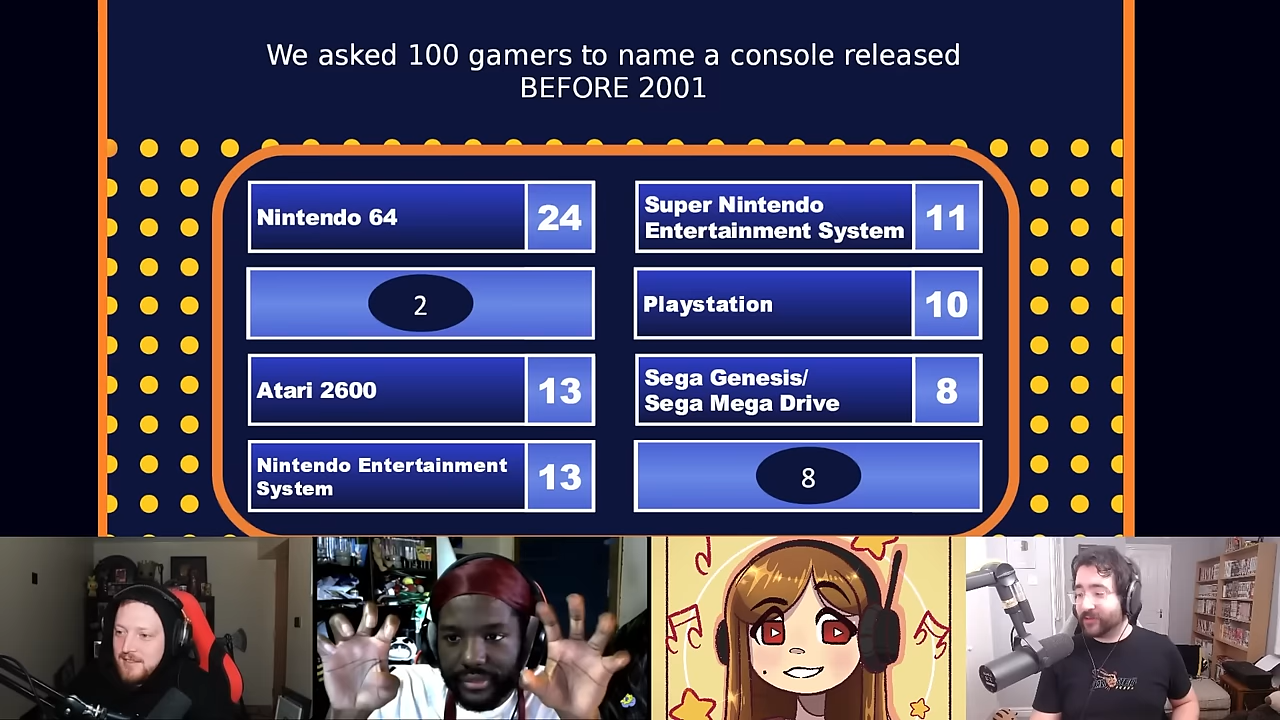 We asked 100 gamers to name a console released
BEFORE 2001
Nintendo 64
24
2
Atari 2600
13
Nintendo Entertainment
System
13
Super Nintendo
Entertainment System
11
Playstation
10
Sega Genesis/
Sega Mega Drive
8
8